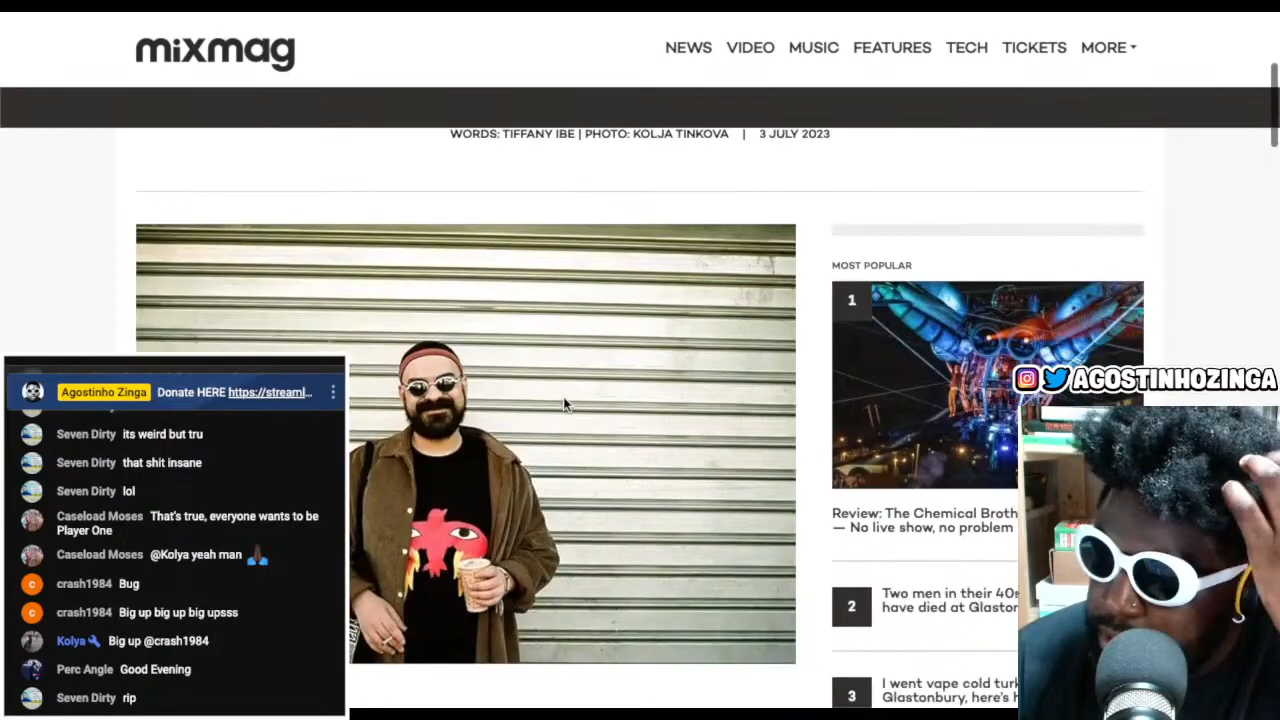 mixmag
NEWS VIDEO MUSIC FEATURES TECH TICKETS MORE
WORDS: TIFFANY IBE | PHOTO: KOLJA TINKOVA | 3 JULY 2023
MOST POPULAR
1
Review: The Chemical Broth
— No live show, no problem
2
Two men in their 40s
have died at Glaston
3
I went vape cold turk
Glastonbury, here's h
AGOSTINHOZINGA
Agostinho Zinga Donate HERE https://streaml...
Seven Dirty its weird but tru
Seven Dirty that shit insane
Seven Dirty lol
Caseload Moses That's true, everyone wants to be
Player One
Caseload Moses @Kolya yeah man
c crash1984 Bug
c crash1984 Big up big up big upsss
Kolya Big up @crash1984
Perc Angle Good Evening
Seven Dirty rip